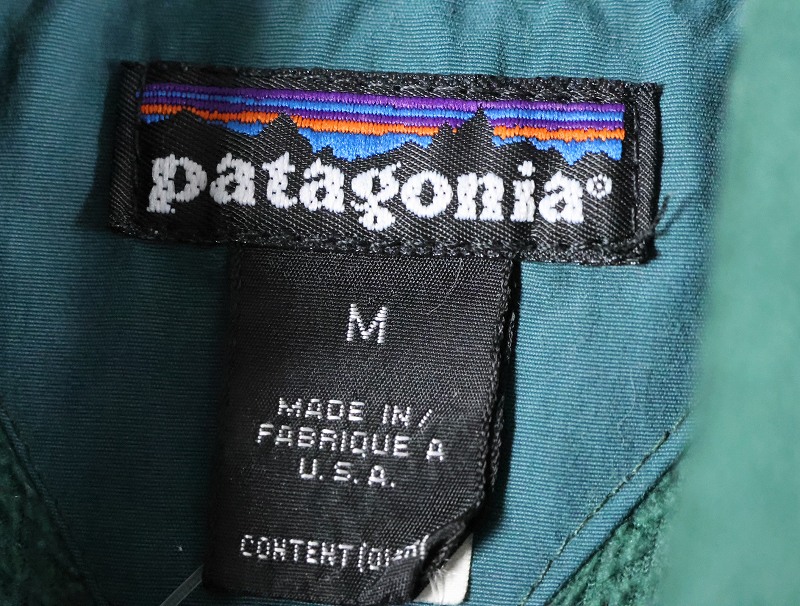 patagonia®
M
MADE IN/
FABRIQUE A
U.S.A.